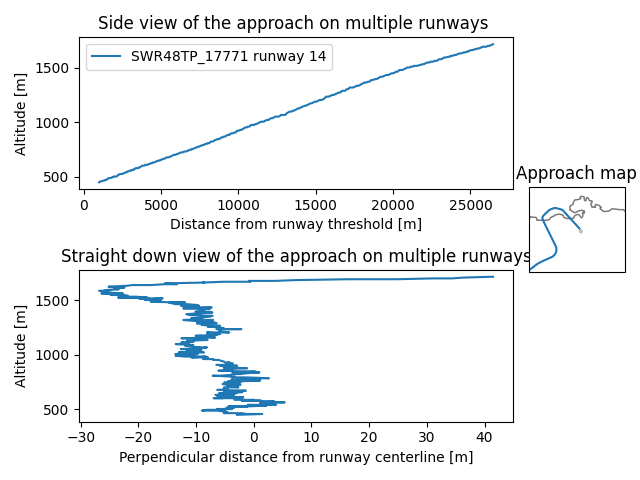 Side view of the approach on multiple runways
SWR48TP_17771 runway 14
Altitude [m]
1500
1000
500
0
5000
10000
15000
20000
25000
Distance from runway threshold [m]
Approach map
Straight down view of the approach on multiple runways
Altitude [m]
1500
1000
500
−30
−20
−10
0
10
20
30
40
Perpendicular distance from runway centerline [m]